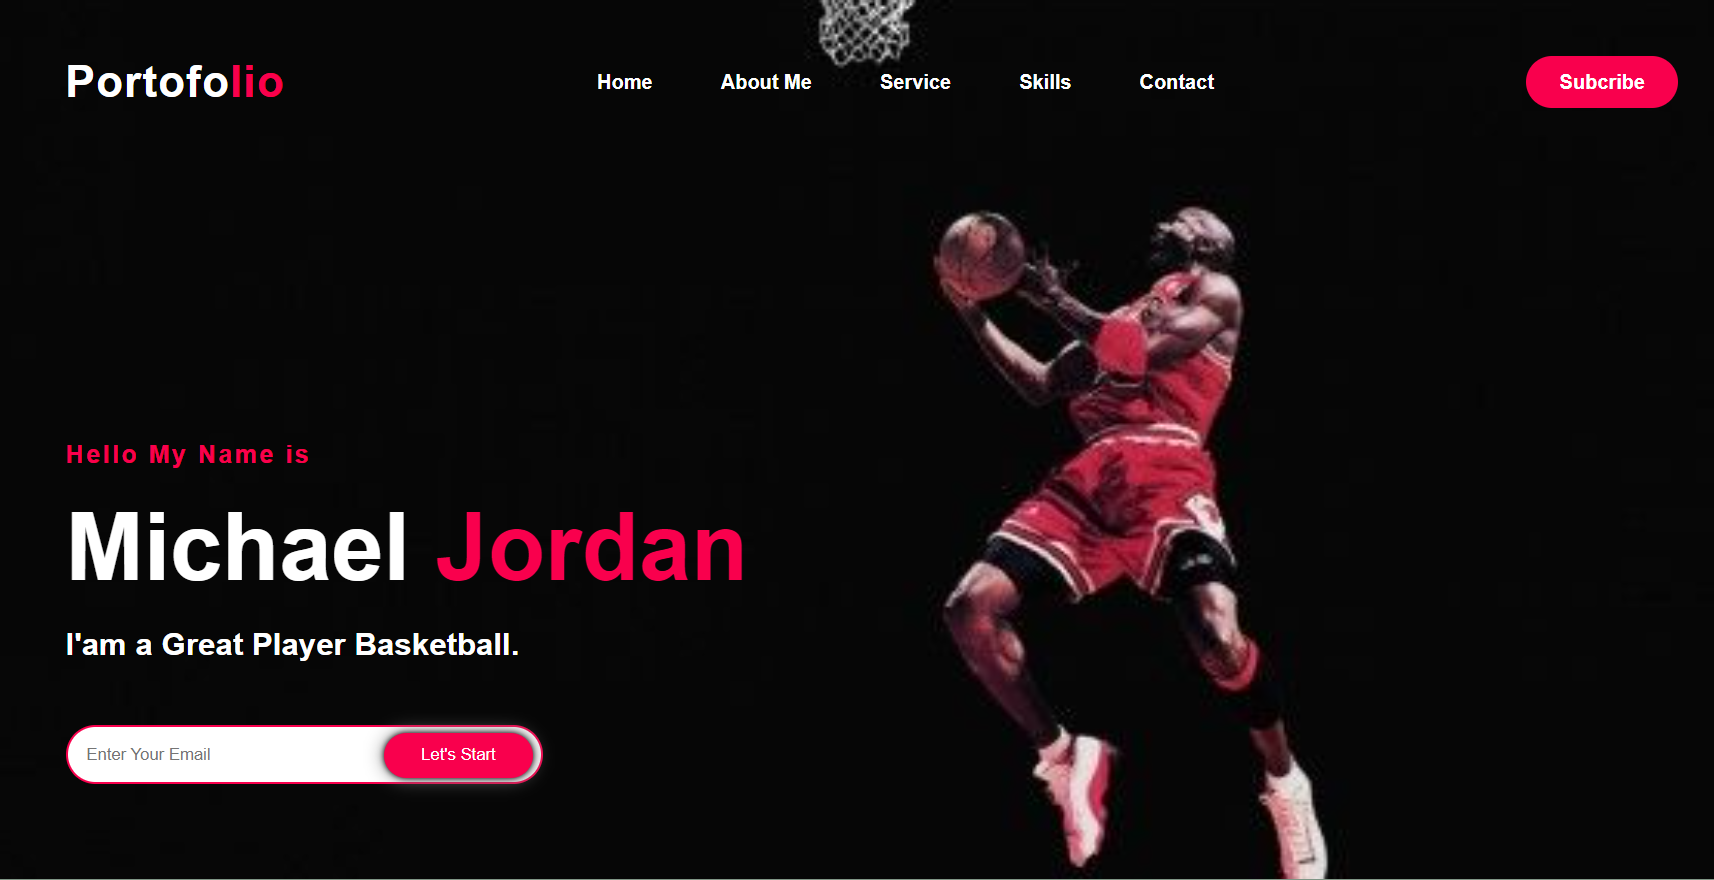 Portofolio
Home About Me Service Skills Contact
Subcribe
Hello My Name is
Michael Jordan
I'am a Great Player Basketball.
Enter Your Email
Let's Start